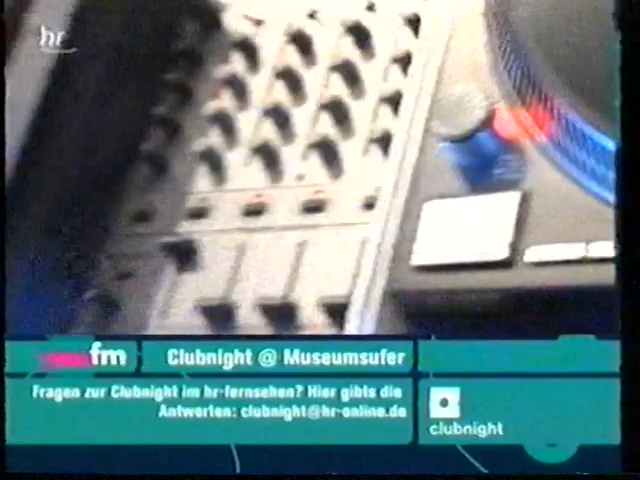 hr
fm
Clubnight @ Museumsufer
Fragen zur Clubnight im hr-fernsehen? Hier gibts die
Antworten: clubnight@hr-online.de
clubnight